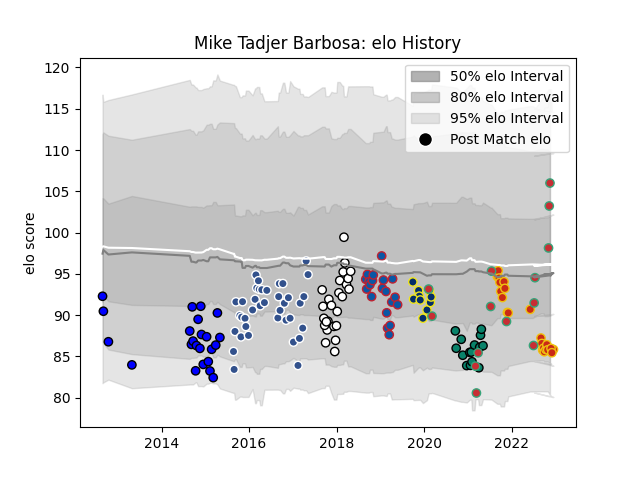 Mike Tadjer Barbosa: elo History
50% elo Interval
80% elo Interval
95% elo Interval
Post Match elo
elo score
120
115
110
105
100
95
90
85
80
2014
2016
2018
2020
2022